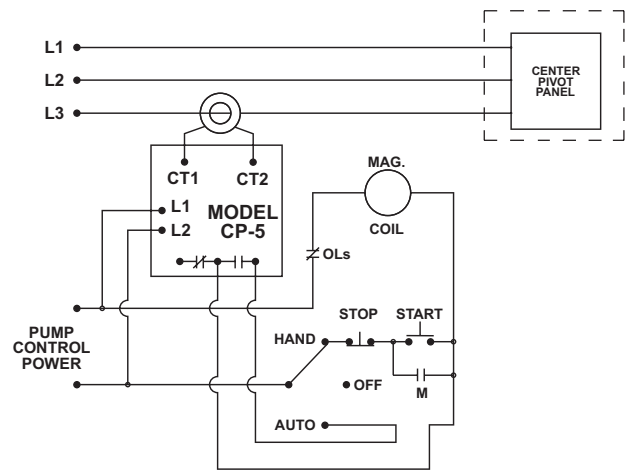 L1
L2
L3
CENTER
PIVOT
PANEL
CT1
CT2
L1
L2
MODEL
CP-5
MAG.
COIL
OLs
PUMP
CONTROL
POWER
HAND
STOP
START
OFF
M
AUTO